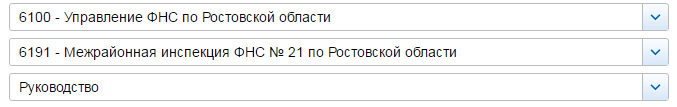 6100 - Управление ФНС по Ростовской области
6191 - Межрайонная инспекция ФНС № 21 по Ростовской области
Руководство